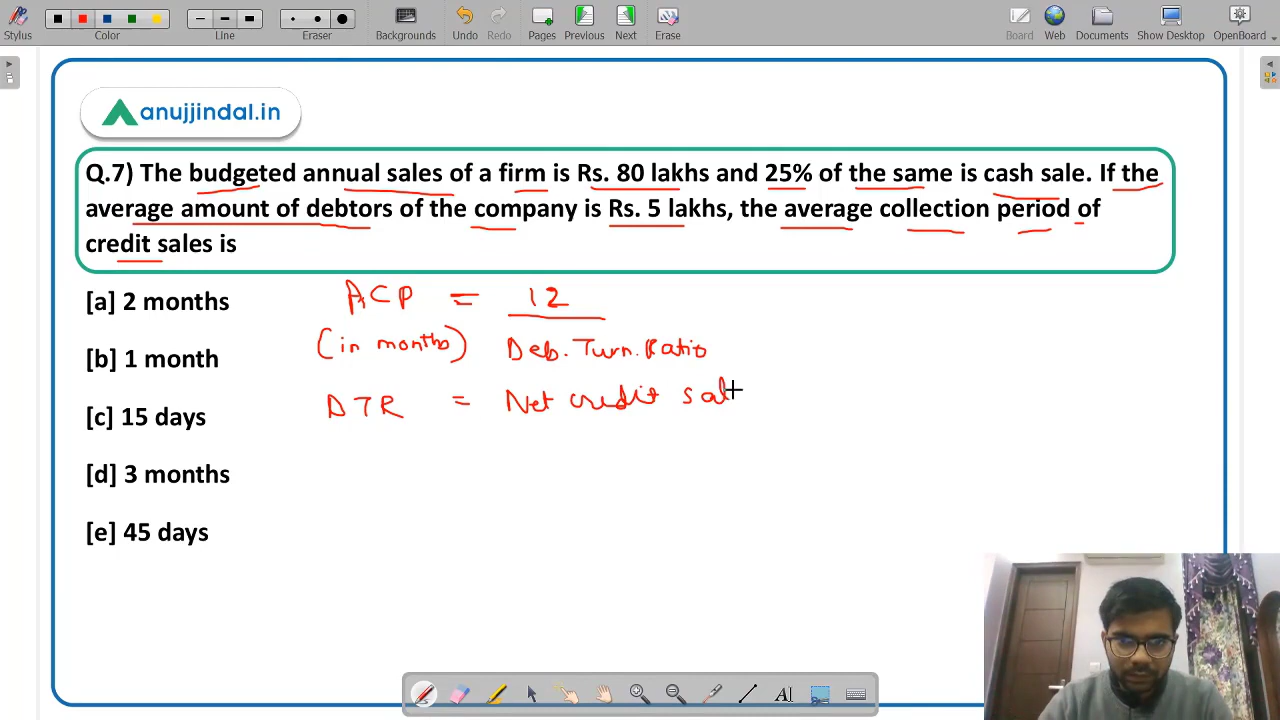 Stylus
Color
Line
Eraser
Backgrounds
Undo
Redo
Pages
Previous
Next
Erase
Board
Web
Documents
Show Desktop
OpenBoard
anujjindal.in
Q.7) The budgeted annual sales of a firm is Rs. 80 lakhs and 25% of the same is cash sale. If the
average amount of debtors of the company is Rs. 5 lakhs, the average collection period of
credit sales is
[a] 2 months
[b] 1 month
[c] 15 days
[d] 3 months
[e] 45 days
ACP = 12
(in months) Deb. Turn. Ratio
DTR = Net credit sal